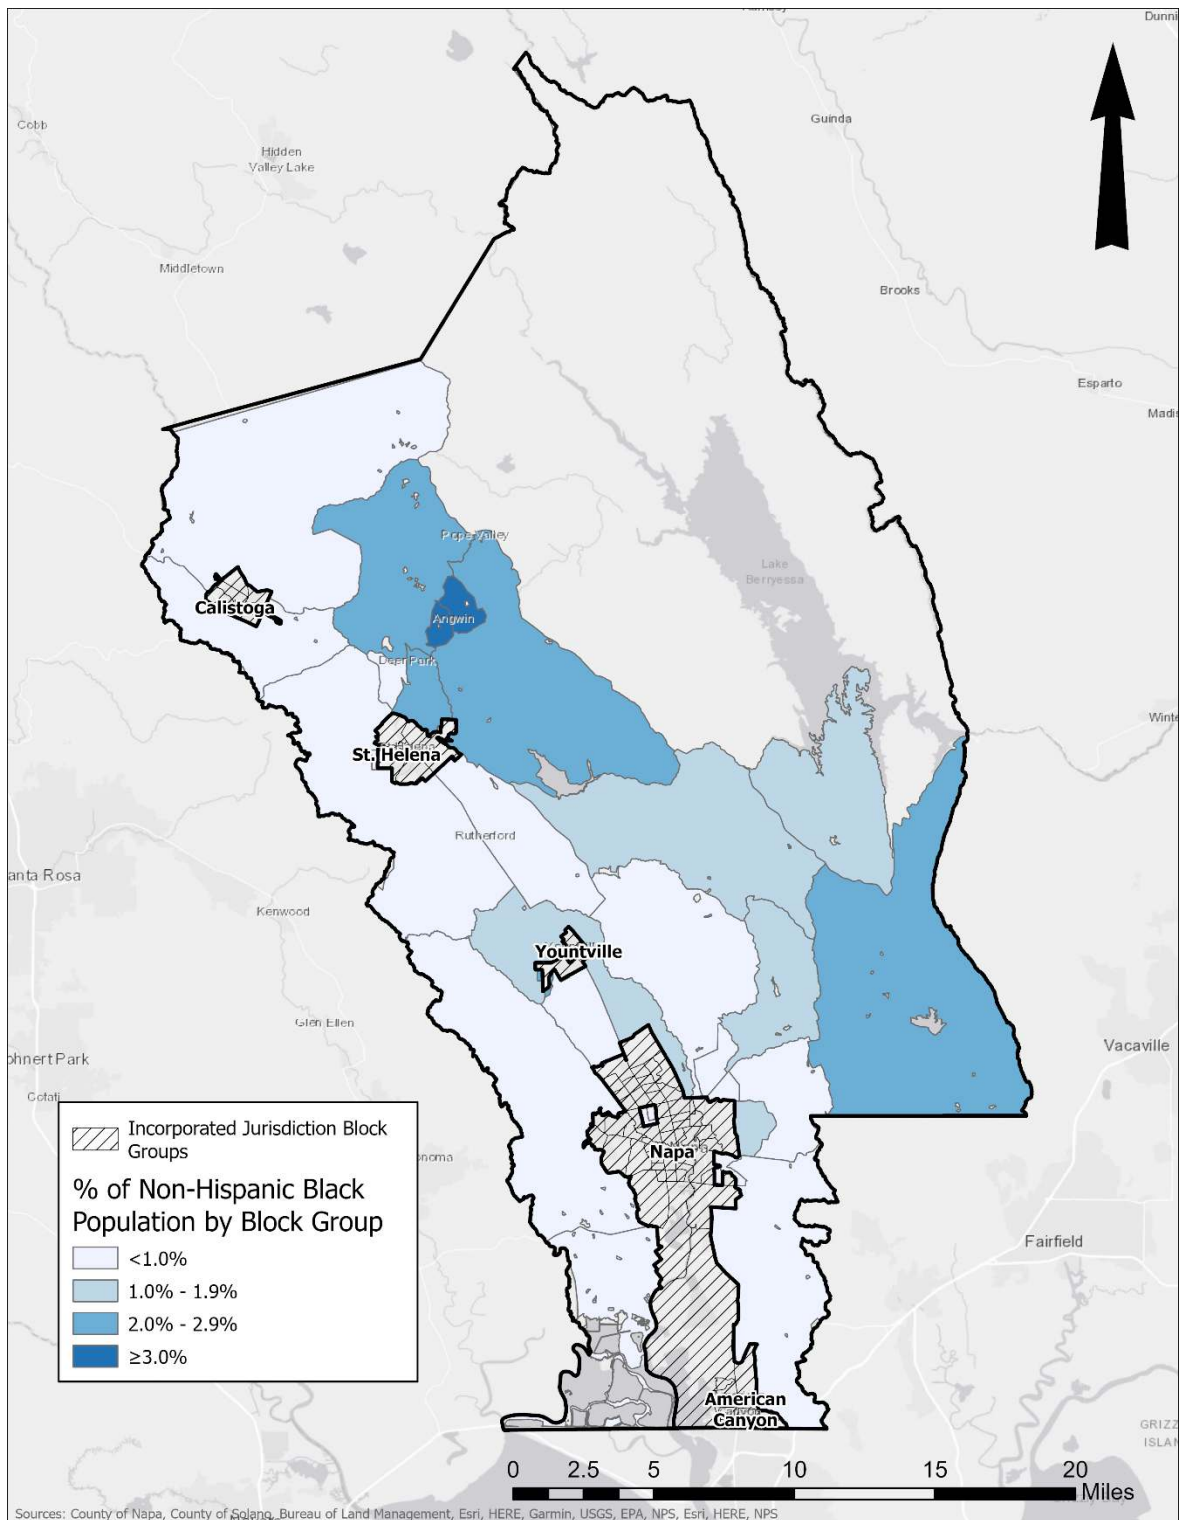 Dunni
Guinda
Cobb
Hidden
Valley Lake
Middletown
Brooks
Esparto
Madis
Pope Valley
Lake
Berryessa
Calistoga
Angwin
Deer Park
Winte
St. Helena
Rutherford
anta Rosa
Kenwood
Yountville
Glen Ellen
ohnert Park
Vacaville
Cotati
Incorporated Jurisdiction Block
Groups
onoma
Napa
% of Non-Hispanic Black
Population by Block Group
<1.0%
1.0% - 1.9%
2.0% - 2.9%
≥3.0%
Fairfield
American
Canyon
GRIZZ
ISLAN
0 2.5 5 10 15 20
Miles
Sources: County of Napa, County of Solano, Bureau of Land Management, Esri, HERE, Garmin, USGS, EPA, NPS, Esri, HERE, NPS